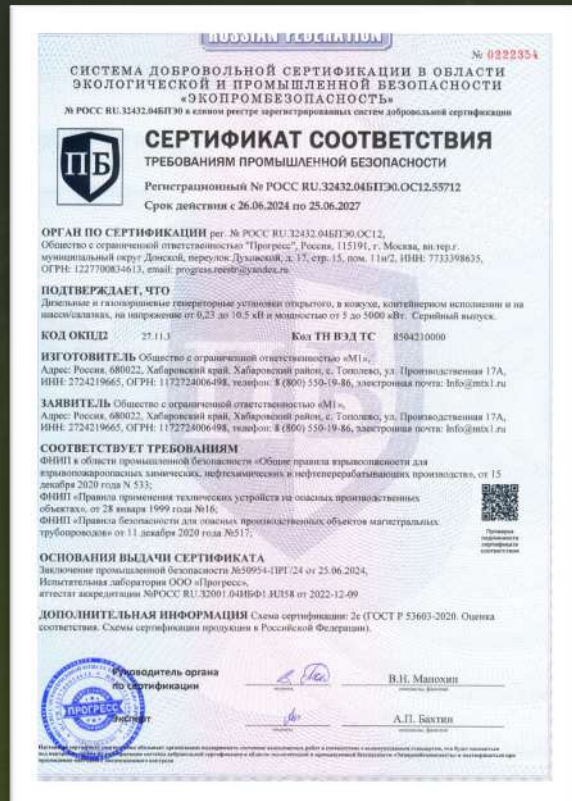 RUSSIAN FEDERATION
№ 0222354
СИСТЕМА ДОБРОВОЛЬНОЙ СЕРТИФИКАЦИИ В ОБЛАСТИ
ЭКОЛОГИЧЕСКОЙ И ПРОМЫШЛЕННОЙ БЕЗОПАСНОСТИ
«ЭКОПРОМБЕЗОПАСНОСТЬ»
№ РОСС RU.32432.04БПЭ0 в едином реестре зарегистрированных систем добровольной сертификации
ПБ
СЕРТИФИКАТ СООТВЕТСТВИЯ
ТРЕБОВАНИЯМ ПРОМЫШЛЕННОЙ БЕЗОПАСНОСТИ
Регистрационный № РОСС RU.32432.04БПЭ0.ОС12.55712
Срок действия с 26.06.2024 по 25.06.2027
ОРГАН ПО СЕРТИФИКАЦИИ рег. № РОСС RU.32432.04БПЭ0.ОС12,
Общество с ограниченной ответственностью "Прогресс", Россия, 115191, г. Москва, вн.тер.г.
муниципальный округ Донской, переулок Духовской, д. 17, стр. 15, пом. 11н/2, ИНН: 7733398635,
ОГРН: 1227700834613, email: progress.reestr@yandex.ru
ПОДТВЕРЖДАЕТ, ЧТО
Дизельные и газопоршневые генераторные установки открытого, в кожухе, контейнерном исполнении и на
шасси/салазках, на напряжение от 0,23 до 10.5 кВ и мощностью от 5 до 5000 кВт. Серийный выпуск.
КОД ОКПД2 27.11.3 Код ТН ВЭД ТС 8504210000
ИЗГОТОВИТЕЛЬ Общество с ограниченной ответственностью «М1»,
Адрес: Россия, 680022, Хабаровский край, Хабаровский район, с. Тополево, ул. Производственная 17А,
ИНН: 2724219665, ОГРН: 1172724006498, телефон: 8 (800) 550-19-86, электронная почта: Info@mtx1.ru
ЗАЯВИТЕЛЬ Общество с ограниченной ответственностью «М1»,
Адрес: Россия, 680022, Хабаровский край, Хабаровский район, с. Тополево, ул. Производственная 17А,
ИНН: 2724219665, ОГРН: 1172724006498, телефон: 8 (800) 550-19-86, электронная почта: Info@mtx1.ru
СООТВЕТСТВУЕТ ТРЕБОВАНИЯМ
ФНИП в области промышленной безопасности «Общие правила взрывобезопасности для
взрывопожароопасных химических, нефтехимических и нефтеперерабатывающих производств», от 15
декабря 2020 года N 533;
ФНИП «Правила применения технических устройств на опасных производственных
объектах», от 28 января 1999 года №16;
ФНИП «Правила безопасности для опасных производственных объектов магистральных
трубопроводов» от 11 декабря 2020 года №517;
Проверка
подлинности
сертификата
соответствия
ОСНОВАНИЯ ВЫДАЧИ СЕРТИФИКАТА
Заключение промышленной безопасности №50954-ПРГ/24 от 25.06.2024,
Испытательная лаборатория ООО «Прогресс»,
аттестат аккредитации №РОСС RU.32001.04ИБФ1.ИЛ58 от 2022-12-09
ДОПОЛНИТЕЛЬНАЯ ИНФОРМАЦИЯ Схема сертификации: 2с (ГОСТ Р 53603-2020. Оценка
соответствия. Схемы сертификации продукции в Российской Федерации).
Руководитель органа
по сертификации
В.Н. Манохин
Эксперт
А.П. Бахтин
ПРОГРЕСС